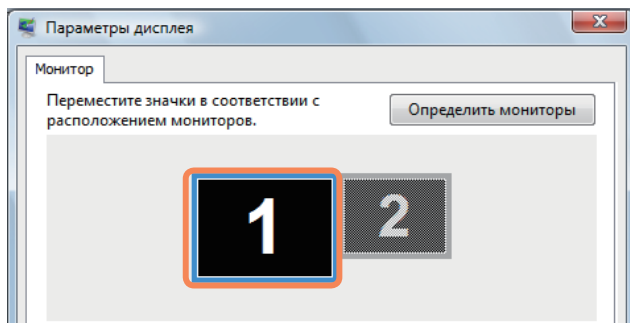 Параметры дисплея
Монитор
Переместите значки в соответствии с
расположением мониторов.
Определить мониторы
1
2